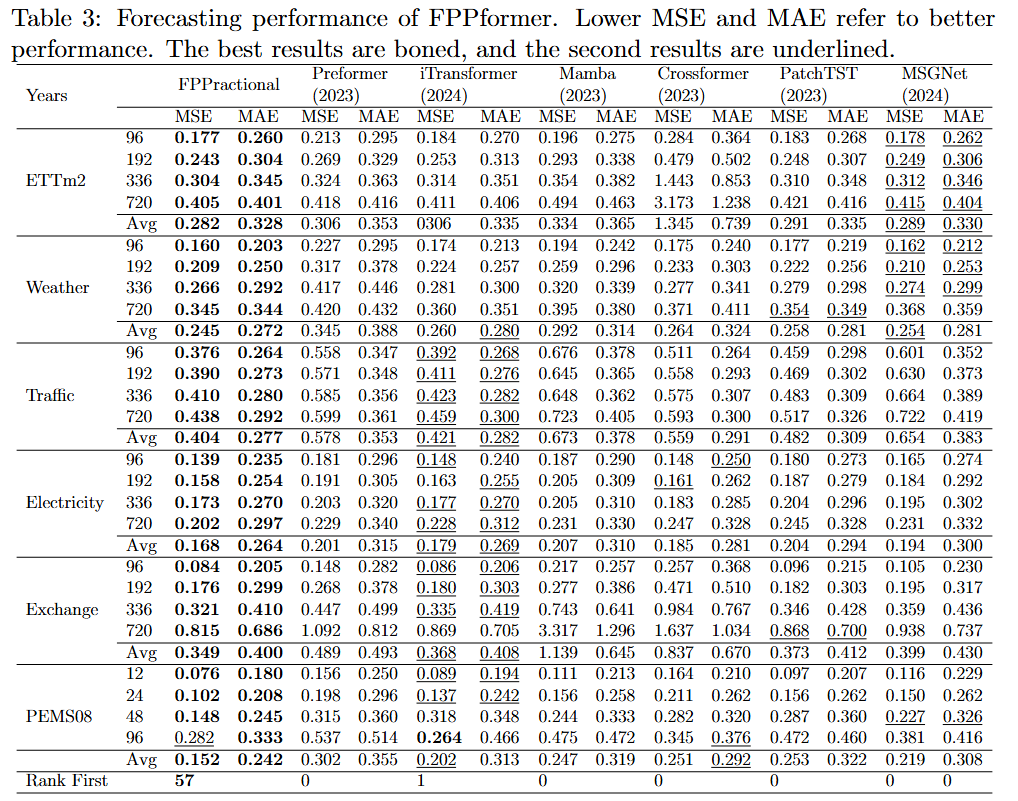 Table 3: Forecasting performance of FPPformer. Lower MSE and MAE refer to better
performance. The best results are boned, and the second results are underlined.
Years FPPractional Preformer (2023) iTransformer (2024) Mamba (2023) Crossformer (2023) PatchTST (2023) MSGNet (2024)
MSE MAE MSE MAE MSE MAE MSE MAE MSE MAE MSE MAE MSE MAE
96 0.177 0.260 0.213 0.295 0.184 0.270 0.196 0.275 0.284 0.364 0.183 0.268 0.178 0.262
192 0.243 0.304 0.269 0.329 0.253 0.313 0.293 0.338 0.479 0.502 0.248 0.307 0.249 0.306
ETTm2 336 0.304 0.345 0.324 0.363 0.314 0.351 0.354 0.382 1.443 0.853 0.310 0.348 0.312 0.346
720 0.405 0.401 0.418 0.416 0.411 0.406 0.494 0.463 3.173 1.238 0.421 0.416 0.415 0.404
Avg 0.282 0.328 0.306 0.353 0306 0.335 0.334 0.365 1.345 0.739 0.291 0.335 0.289 0.330
96 0.160 0.203 0.227 0.295 0.174 0.213 0.194 0.242 0.175 0.240 0.177 0.219 0.162 0.212
192 0.209 0.250 0.317 0.378 0.224 0.257 0.259 0.296 0.233 0.303 0.222 0.256 0.210 0.253
Weather 336 0.266 0.292 0.417 0.446 0.281 0.300 0.320 0.339 0.277 0.341 0.279 0.298 0.274 0.299
720 0.345 0.344 0.420 0.432 0.360 0.351 0.395 0.380 0.371 0.411 0.354 0.349 0.368 0.359
Avg 0.245 0.272 0.345 0.388 0.260 0.280 0.292 0.314 0.264 0.324 0.258 0.281 0.254 0.281
96 0.376 0.264 0.558 0.347 0.392 0.268 0.676 0.378 0.511 0.264 0.459 0.298 0.601 0.352
192 0.390 0.273 0.571 0.348 0.411 0.276 0.645 0.365 0.558 0.293 0.469 0.302 0.630 0.373
Traffic 336 0.410 0.280 0.585 0.356 0.423 0.282 0.648 0.362 0.575 0.307 0.483 0.309 0.664 0.389
720 0.438 0.292 0.599 0.361 0.459 0.300 0.723 0.405 0.593 0.300 0.517 0.326 0.722 0.419
Avg 0.404 0.277 0.578 0.353 0.421 0.282 0.673 0.378 0.559 0.291 0.482 0.309 0.654 0.383
96 0.139 0.235 0.181 0.296 0.148 0.240 0.187 0.290 0.148 0.250 0.180 0.273 0.165 0.274
192 0.158 0.254 0.191 0.305 0.163 0.255 0.205 0.309 0.161 0.262 0.187 0.279 0.184 0.292
Electricity 336 0.173 0.270 0.203 0.320 0.177 0.270 0.205 0.310 0.183 0.285 0.204 0.296 0.195 0.302
720 0.202 0.297 0.229 0.340 0.228 0.312 0.231 0.330 0.247 0.328 0.245 0.328 0.231 0.332
Avg 0.168 0.264 0.201 0.315 0.179 0.269 0.207 0.310 0.185 0.281 0.204 0.294 0.194 0.300
96 0.084 0.205 0.148 0.282 0.086 0.206 0.217 0.257 0.257 0.368 0.096 0.215 0.105 0.230
192 0.176 0.299 0.268 0.378 0.180 0.303 0.277 0.386 0.471 0.510 0.182 0.303 0.195 0.317
Exchange 336 0.321 0.410 0.447 0.499 0.335 0.419 0.743 0.641 0.984 0.767 0.346 0.428 0.359 0.436
720 0.815 0.686 1.092 0.812 0.869 0.705 3.317 1.296 1.637 1.034 0.868 0.700 0.938 0.737
Avg 0.349 0.400 0.489 0.493 0.368 0.408 1.139 0.645 0.837 0.670 0.373 0.412 0.399 0.430
12 0.076 0.180 0.156 0.250 0.089 0.194 0.111 0.213 0.164 0.210 0.097 0.207 0.116 0.229
24 0.102 0.208 0.198 0.296 0.137 0.242 0.156 0.258 0.211 0.262 0.156 0.262 0.150 0.262
PEMS08 48 0.148 0.245 0.315 0.360 0.318 0.348 0.244 0.333 0.282 0.320 0.287 0.360 0.227 0.326
96 0.282 0.333 0.537 0.514 0.264 0.466 0.475 0.472 0.345 0.376 0.472 0.460 0.381 0.416
Avg 0.152 0.242 0.302 0.355 0.202 0.313 0.247 0.319 0.251 0.292 0.253 0.322 0.219 0.308
Rank First 57 0 1 0 0 0 0 0